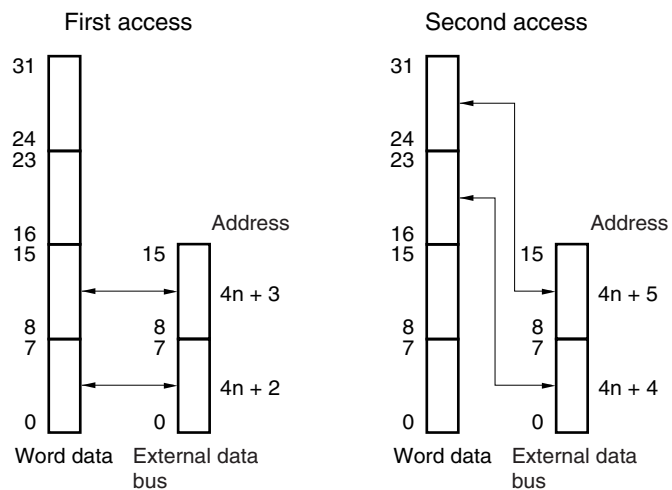 First access
31
24
23
16
15
8
7
0
Address
15
4n + 3
8
7
4n + 2
0
Word data
External data
bus
Second access
31
24
23
16
15
8
7
0
Address
15
4n + 5
8
7
4n + 4
0
Word data
External data
bus